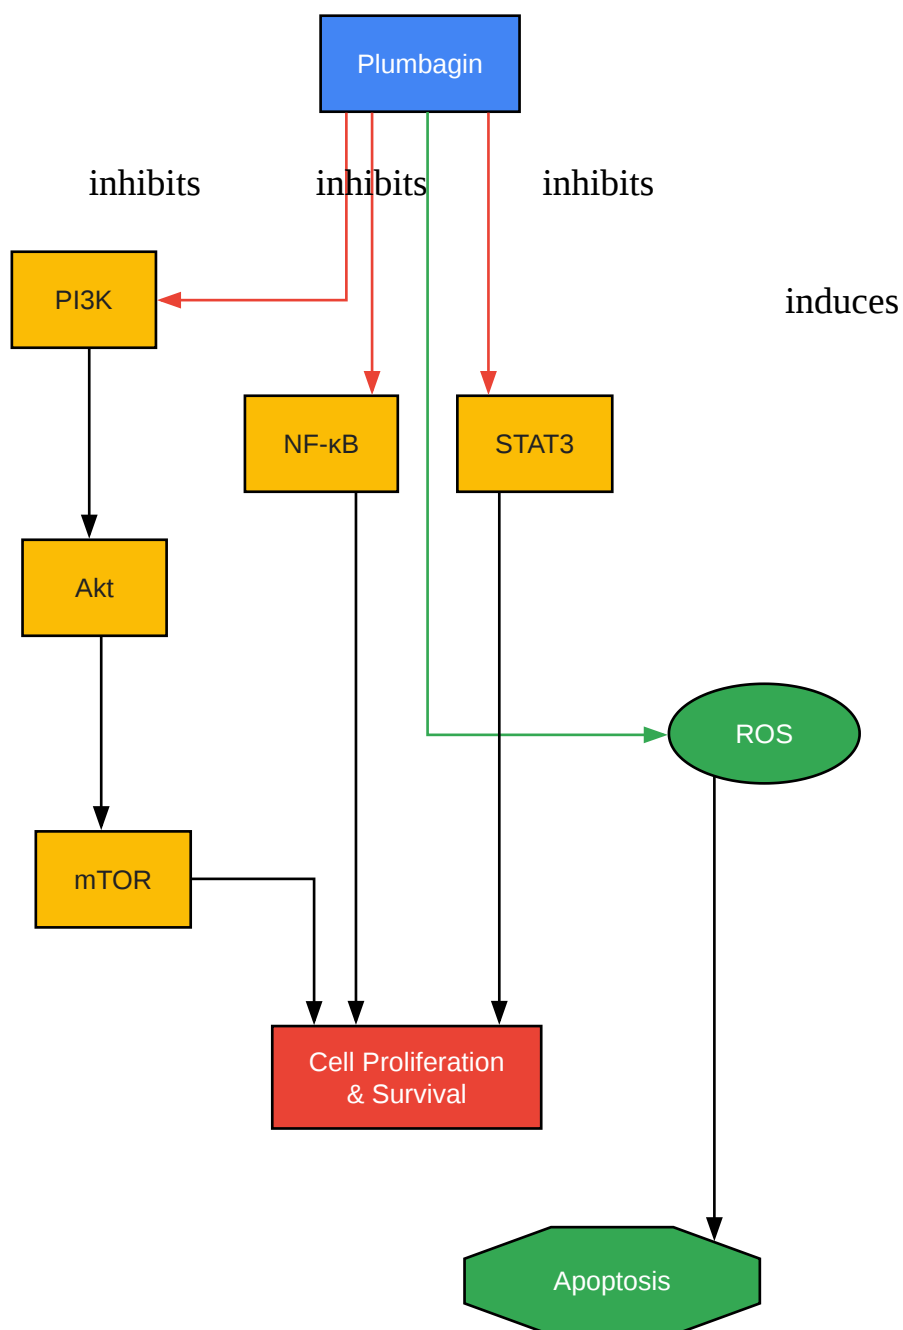 Plumbagin
inhibits
inhibits
inhibits
PI3K
induces
NF-κB
STAT3
Akt
ROS
mTOR
Cell Proliferation
& Survival
Apoptosis